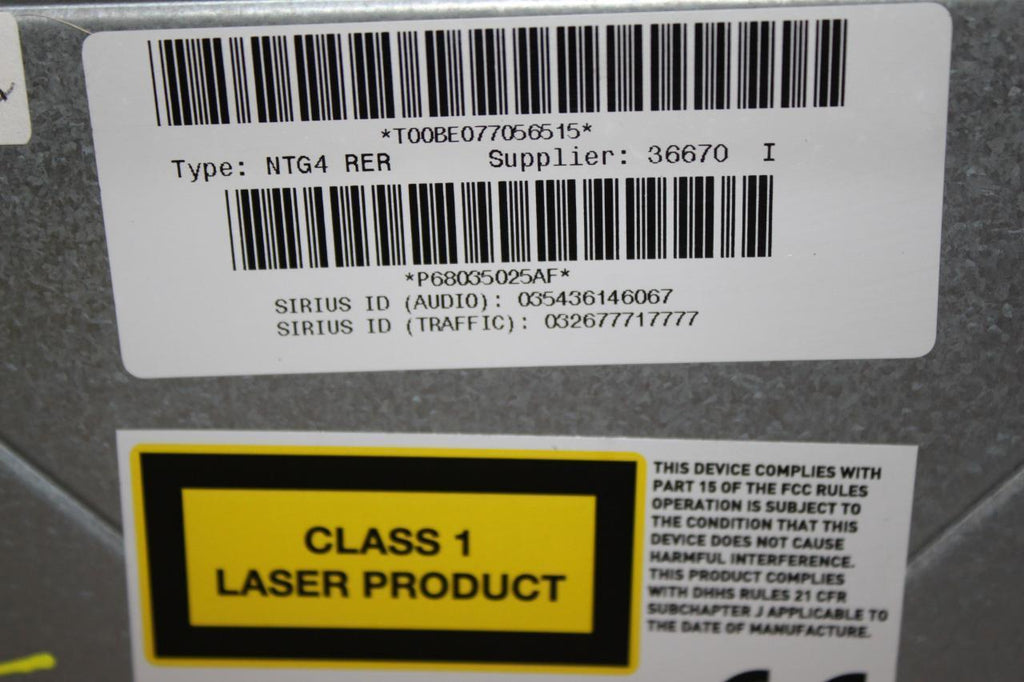 *T00BE077056515*
Type: NTG4 RER Supplier: 36670 I
*P68035025AF*
SIRIUS ID (AUDIO): 035436146067
SIRIUS ID (TRAFFIC): 032677717777
CLASS 1
LASER PRODUCT
THIS DEVICE COMPLIES WITH
PART 15 OF THE FCC RULES
OPERATION IS SUBJECT TO
THE CONDITION THAT THIS
DEVICE DOES NOT CAUSE
HARMFUL INTERFERENCE.
THIS PRODUCT COMPLIES
WITH DHHS RULES 21 CFR
SUBCHAPTER J APPLICABLE TO
THE DATE OF MANUFACTURE.